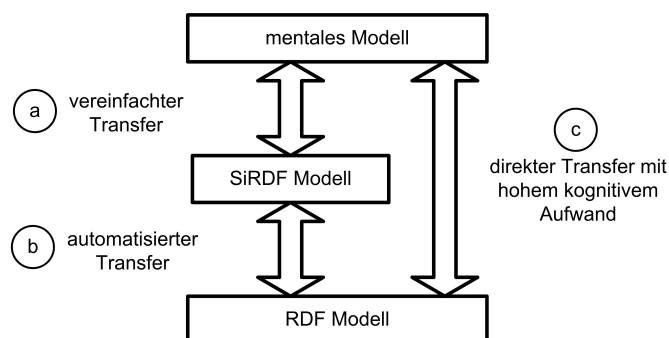 mentales Modell
a
vereinfachter
Transfer
c
direkter Transfer mit
hohem kognitivem
Aufwand
SiRDF Modell
b
automatisierter
Transfer
RDF Modell